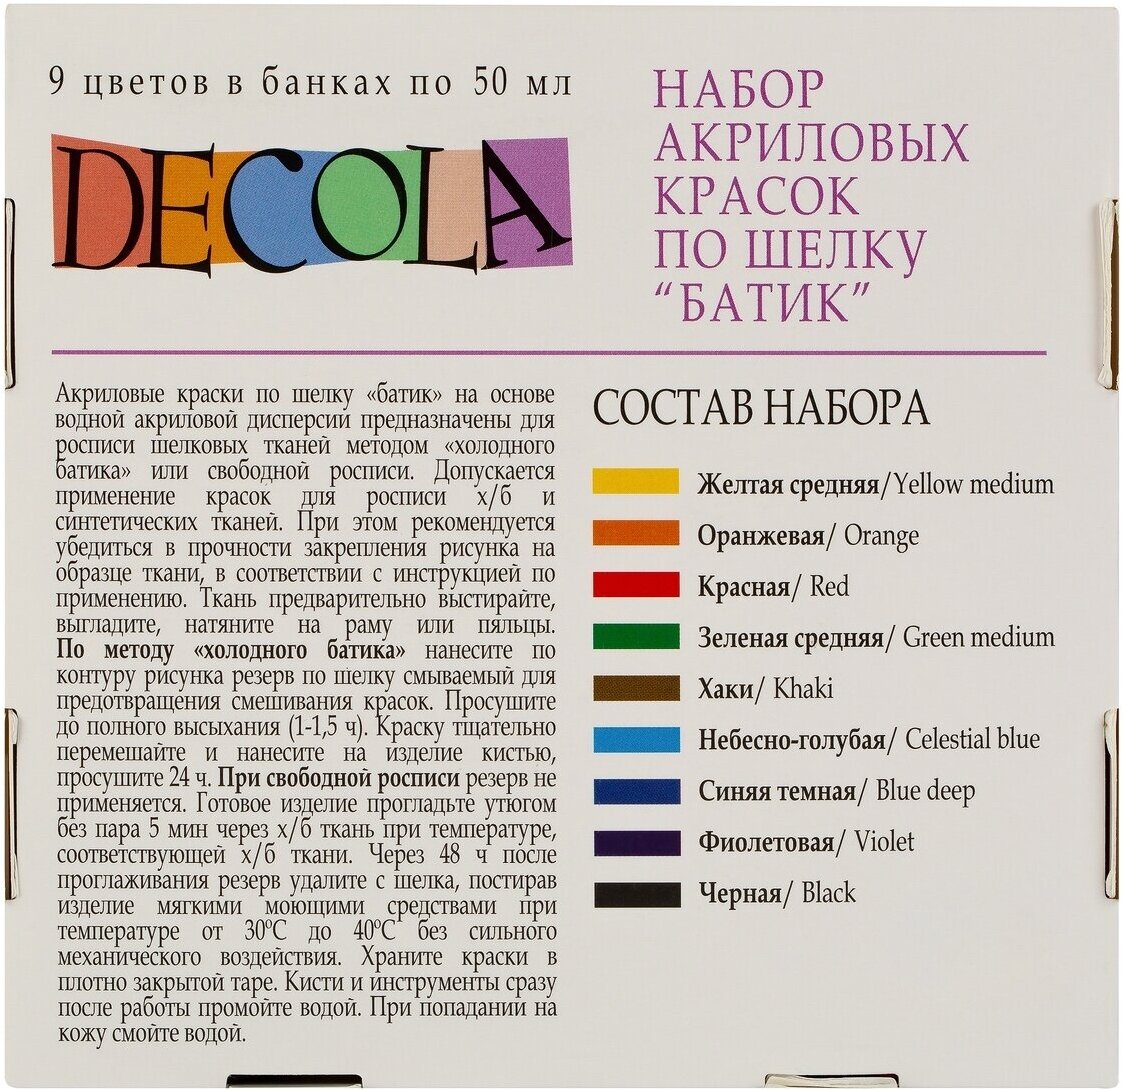 9 цветов в банках по 50 мл
DECOLA
НАБОР
АКРИЛОВЫХ
КРАСОК
ПО ШЕЛКУ
“БАТИК”
Акриловые краски по шелку «батик» на основе
водной акриловой дисперсии предназначены для
росписи шелковых тканей методом «холодного
батика» или свободной росписи. Допускается
применение красок для росписи х/б и
синтетических тканей. При этом рекомендуется
убедиться в прочности закрепления рисунка на
образце ткани, в соответствии с инструкцией по
применению. Ткань предварительно выстирайте,
выгладите, натяните на раму или пяльцы.
По методу «холодного батика» нанесите по
контуру рисунка резерв по шелку смываемый для
предотвращения смешивания красок. Просушите
до полного высыхания (1-1,5 ч). Краску тщательно
перемешайте и нанесите на изделие кистью,
просушите 24 ч. При свободной росписи резерв не
применяется. Готовое изделие прогладьте утюгом
без пара 5 мин через х/б ткань при температуре,
соответствующей х/б ткани. Через 48 ч после
проглаживания резерв удалите с шелка, постирав
изделие мягкими моющими средствами при
температуре от 30ºС до 40ºС без сильного
механического воздействия. Храните краски в
плотно закрытой таре. Кисти и инструменты сразу
после работы промойте водой. При попадании на
кожу смойте водой.
СОСТАВ НАБОРА
Желтая средняя/Yellow medium
Оранжевая/ Orange
Красная/ Red
Зеленая средняя/ Green medium
Хаки/ Khaki
Небесно-голубая/ Celestial blue
Синяя темная/ Blue deep
Фиолетовая/ Violet
Черная/ Black